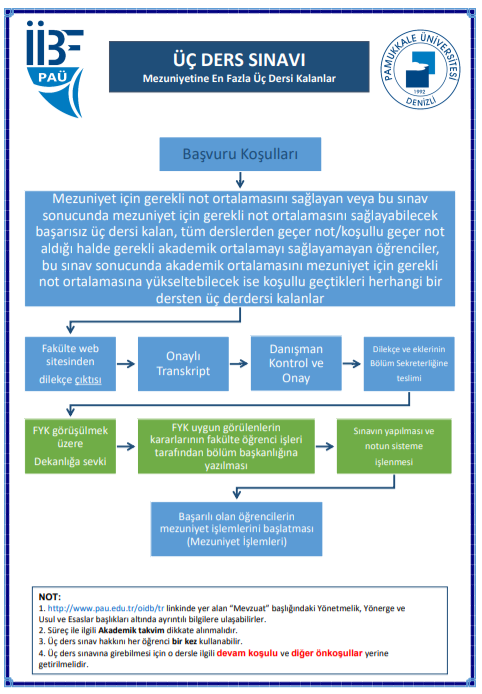 İİBF
PAÜ
ÜÇ DERS SINAVI
Mezuniyetine En Fazla Üç Dersi Kalanlar
PAMUKKALE ÜNİVERSİTESİ
1992
DENİZLİ
Başvuru Koşulları
Mezuniyet için gerekli not ortalamasını sağlayan veya bu sınav
sonucunda mezuniyet için gerekli not ortalamasını sağlayabilecek
başarısız üç dersi kalan, tüm derslerden geçer not/koşullu geçer not
aldığı halde gerekli akademik ortalamayı sağlayamayan öğrenciler,
bu sınav sonucunda akademik ortalamasını mezuniyet için gerekli
not ortalamasına yükseltebilecek ise koşullu geçtikleri herhangi bir
dersten üç derdersi kalanlar
Fakülte web
sitesinden
dilekçe çıktısı
Onaylı
Transkript
Danışman
Kontrol ve
Onay
Dilekçe ve eklerinin
Bölüm Sekreterliğine
teslimi
FYK görüşülmek
üzere
Dekanlığa sevki
FYK uygun görülenlerin
kararlarının fakülte öğrenci işleri
tarafından bölüm başkanlığına
yazılması
Sınavın yapılması ve
notun sisteme
işlenmesi
Başarılı olan öğrencilerin
mezuniyet işlemlerini başlatması
(Mezuniyet İşlemleri)
NOT:
1. http://www.pau.edu.tr/oidb/tr linkinde yer alan "Mevzuat" başlığındaki Yönetmelik, Yönerge ve
Usul ve Esaslar başlıkları altında ayrıntılı bilgilere ulaşabilirler.
2. Süreç ile ilgili Akademik takvim dikkate alınmalıdır.
3. Üç ders sınav hakkını her öğrenci bir kez kullanabilir.
4. Üç ders sınavına girebilmesi için o dersle ilgili devam koşulu ve diğer önkoşullar yerine
getirilmelidir.